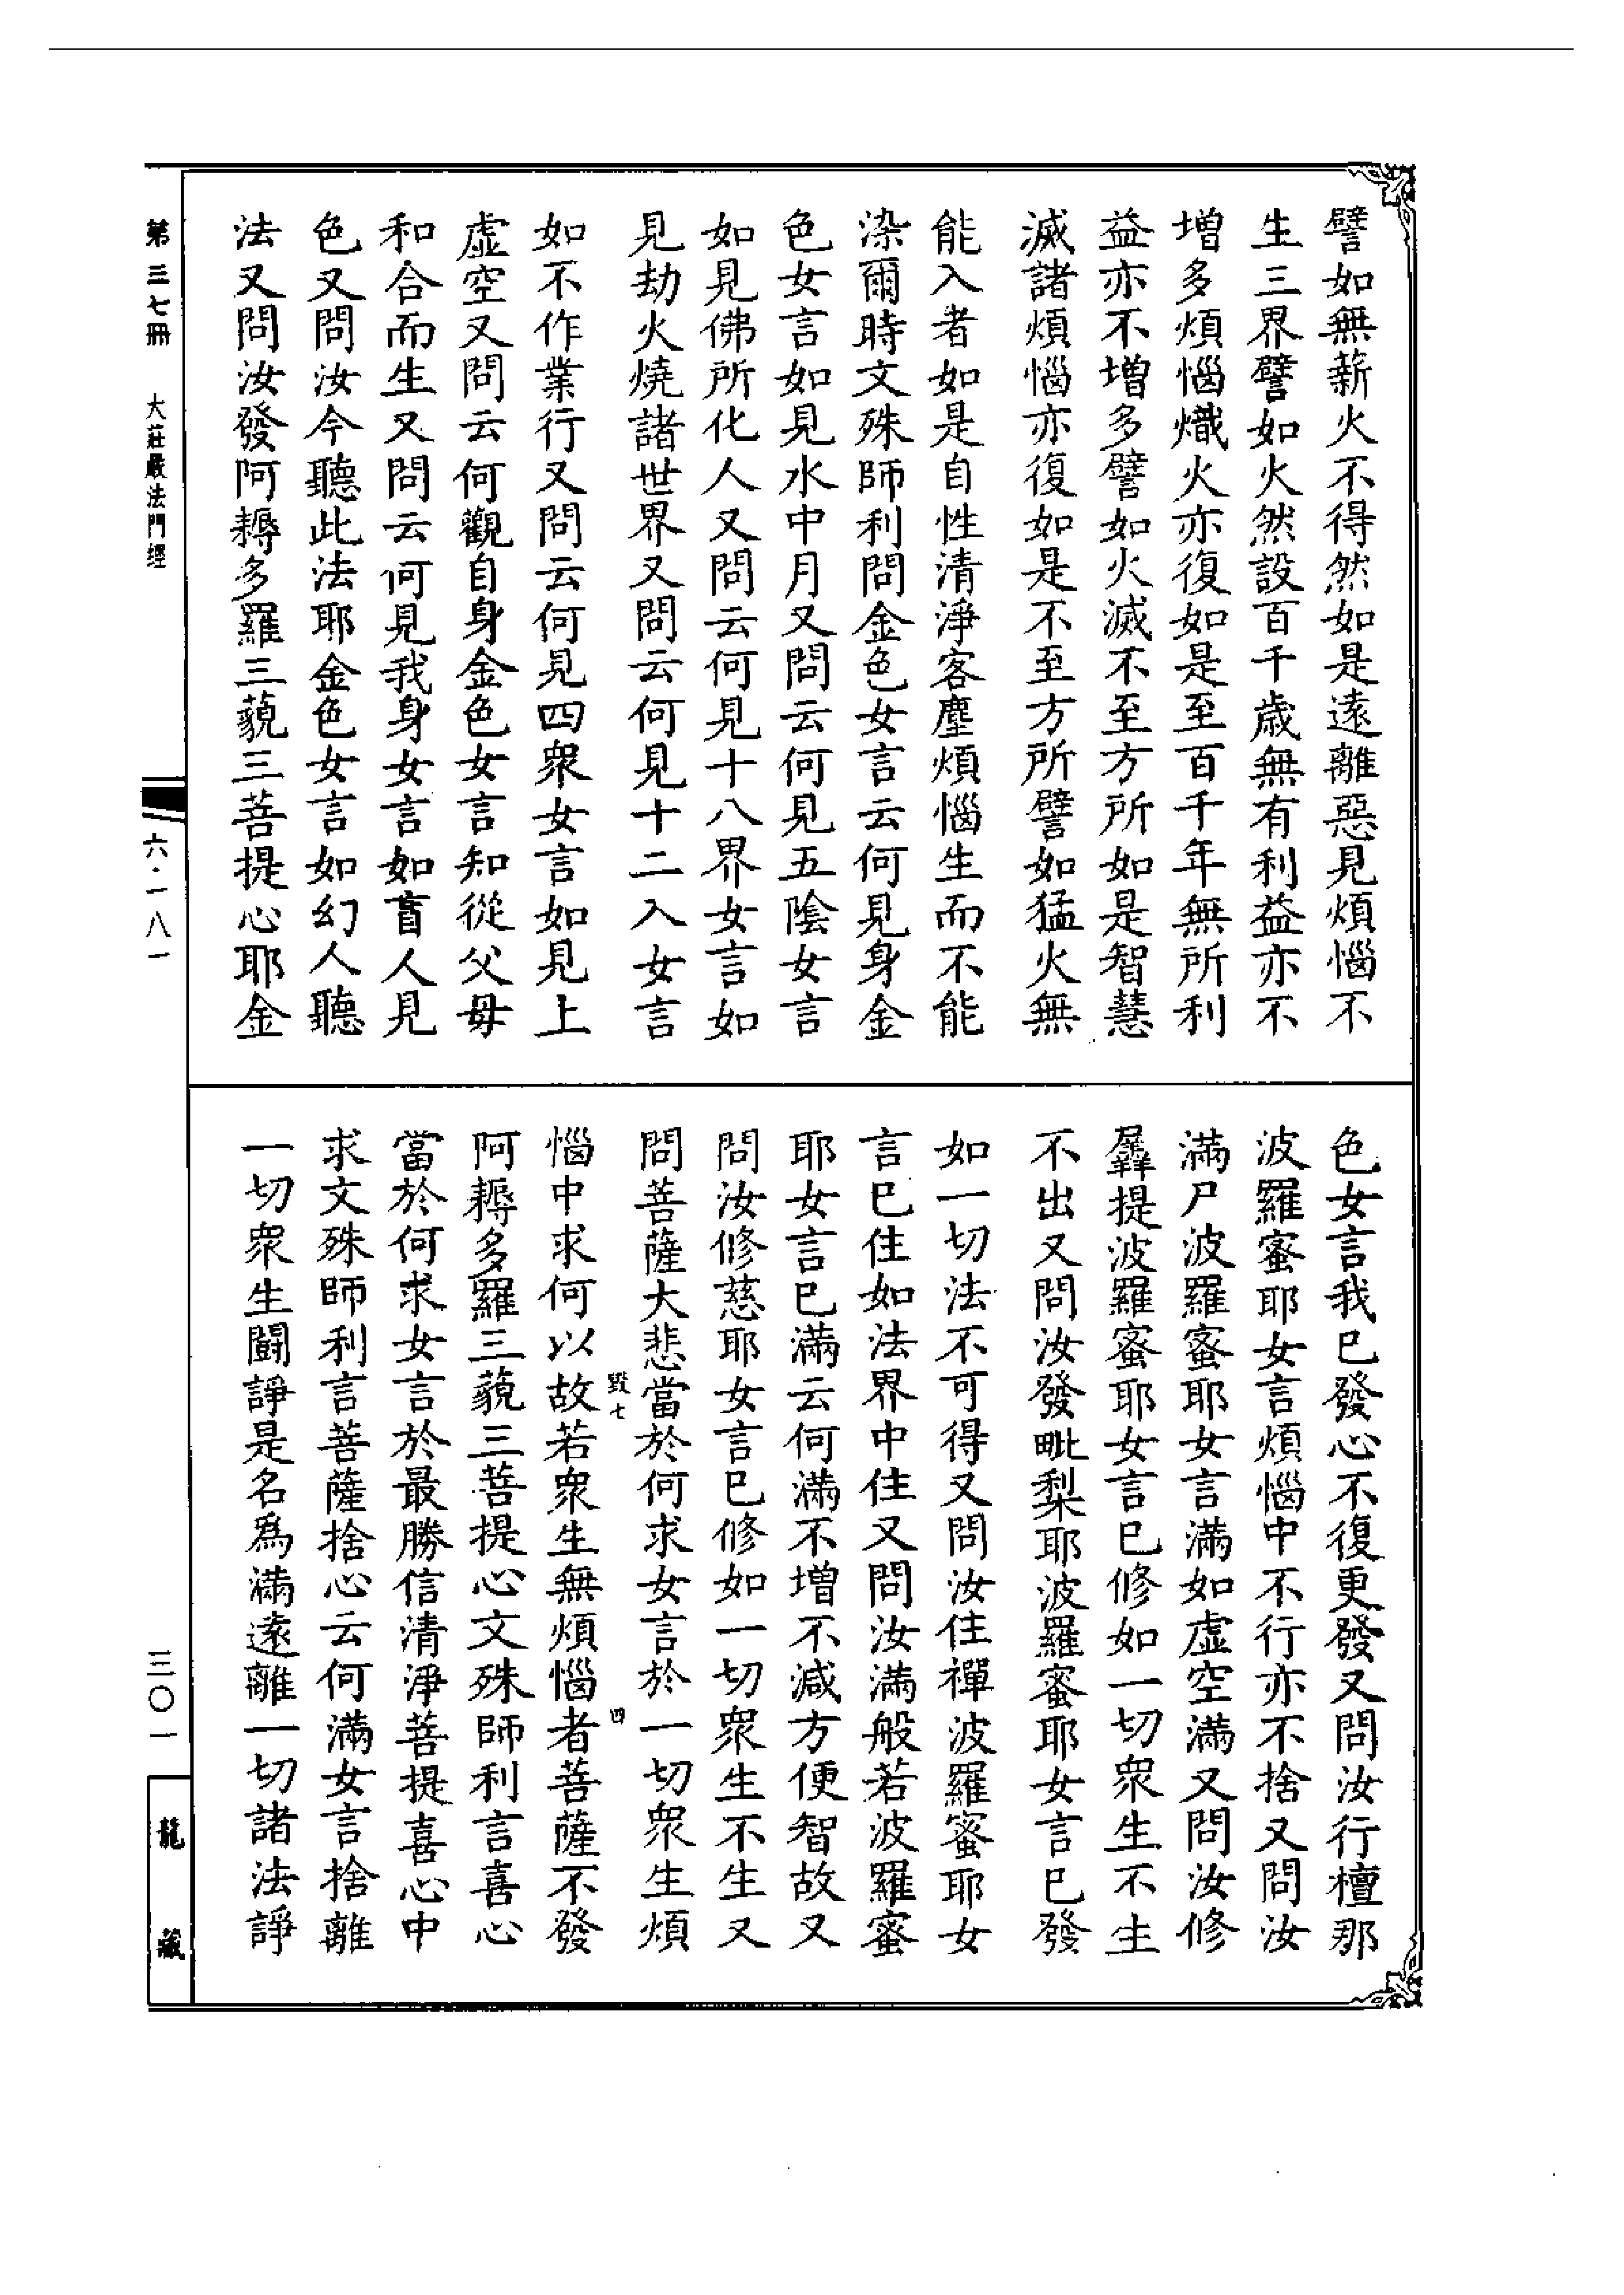 譬如無薪火不得然如是遠離惡見煩惱不
生三界譬如火然設百千歲無有利益亦不
增多煩惱熾火亦復如是至百千年無所利
益亦不增多譬如火滅不至方所如是智慧
滅諸煩惱亦復如是不至方所譬如猛火無
能入者如是自性清淨客塵煩惱生而不能
染爾時文殊師利問金色女言云何見身金
色女言如見水中月又問云何見五陰女言
如見佛所化人又問云何見十八界女言如
見劫火燒諸世界又問云何見十二入女言
如不作業行又問云何見四衆女言如見上
虛空又問云何觀自身金色女言知從父母
和合而生又問云何見我身女言如盲人見
色又問汝今聽此法耶金色女言如幻人聽
法又問汝發阿耨多羅三藐三菩提心耶金
色女言我已發心不復更發又問汝行檀那
波羅蜜耶女言煩惱中不行亦不捨又問汝
滿尸波羅蜜耶女言滿如虛空滿又問汝修
羼提波羅蜜耶女言已修如一切衆生不生
不出又問汝發毗梨耶波羅蜜耶女言已發
如一切法不可得又問汝住禪波羅蜜耶女
言已住如法界中住又問汝滿般若波羅蜜
耶女言已滿云何滿不增不減方便智故又
問汝修慈耶女言已修如一切衆生不生又
問菩薩大悲當於何求女言於一切衆生煩
毀七
四
惱中求何以故若衆生無煩惱者菩薩不發
阿耨多羅三藐三菩提心文殊師利言喜心
當於何求女言於最勝信清淨菩提喜心中
求文殊師利言菩薩捨心云何滿女言捨離
一切衆生鬪諍是名爲滿遠離一切諸法諍
第三七冊
大莊嚴法門經
六·一八一
三〇一
龍藏